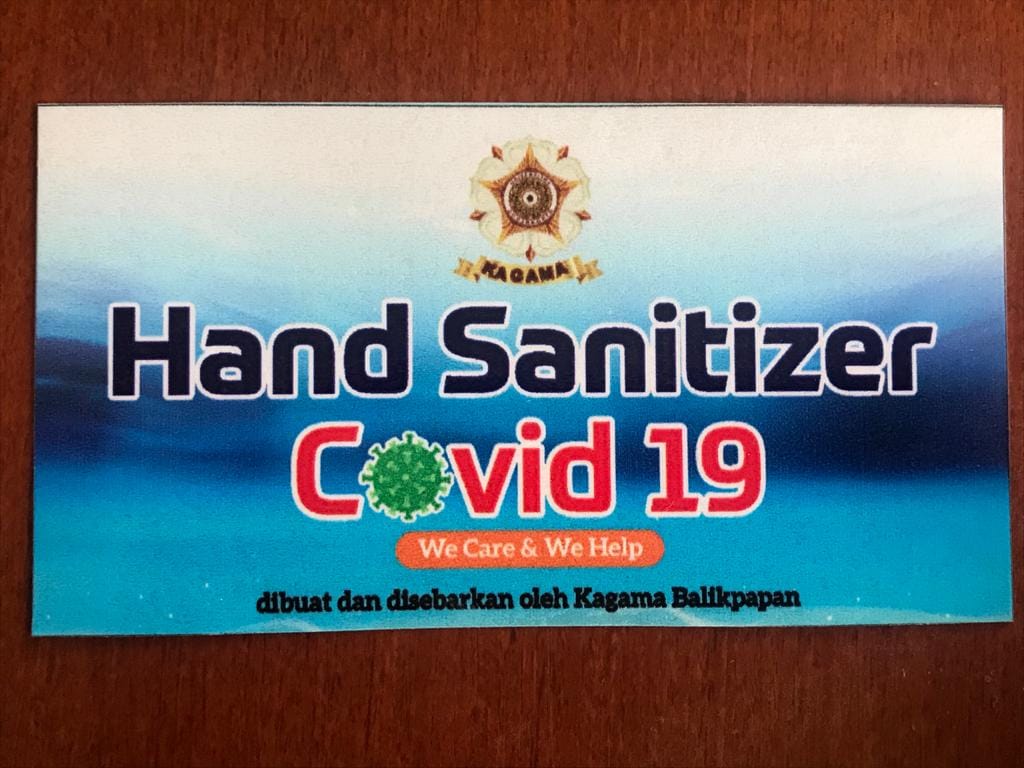 KAGAMA
Hand Sanitizer
Covid 19
We Care & We Help
dibuat dan disebarkan oleh Kagama Balikpapan